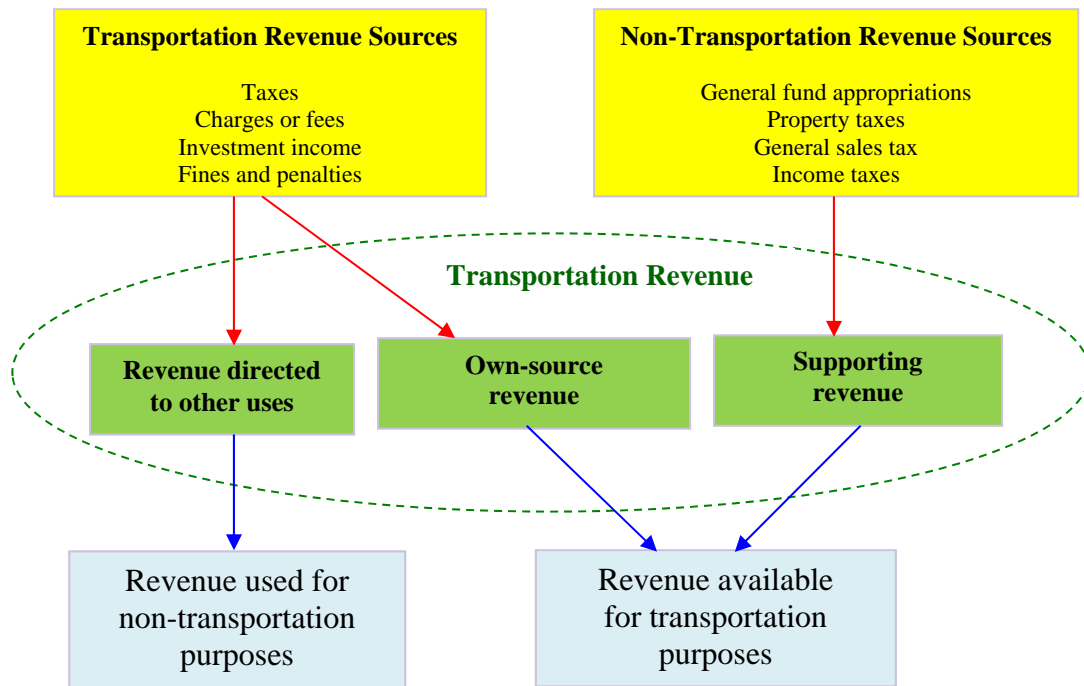 Transportation Revenue Sources
Taxes
Charges or fees
Investment income
Fines and penalties
Non-Transportation Revenue Sources
General fund appropriations
Property taxes
General sales tax
Income taxes
Transportation Revenue
Revenue directed
to other uses
Own-source
revenue
Supporting
revenue
Revenue used for
non-transportation
purposes
Revenue available
for transportation
purposes